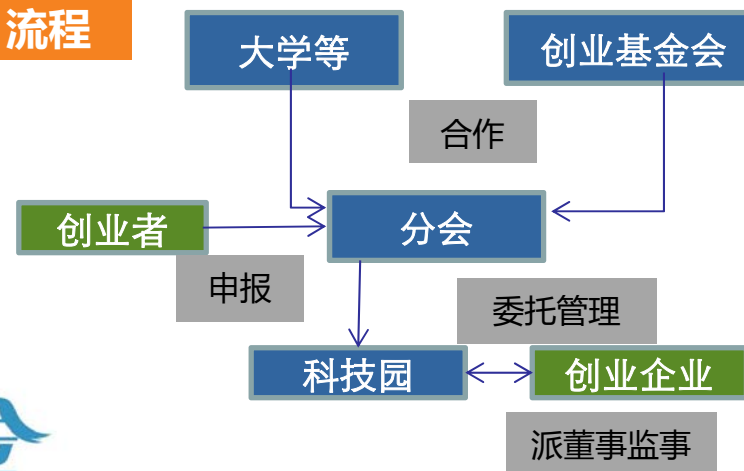 流程
大学等
创业基金会
合作
创业者
分会
申报
委托管理
科技园
创业企业
派董事监事